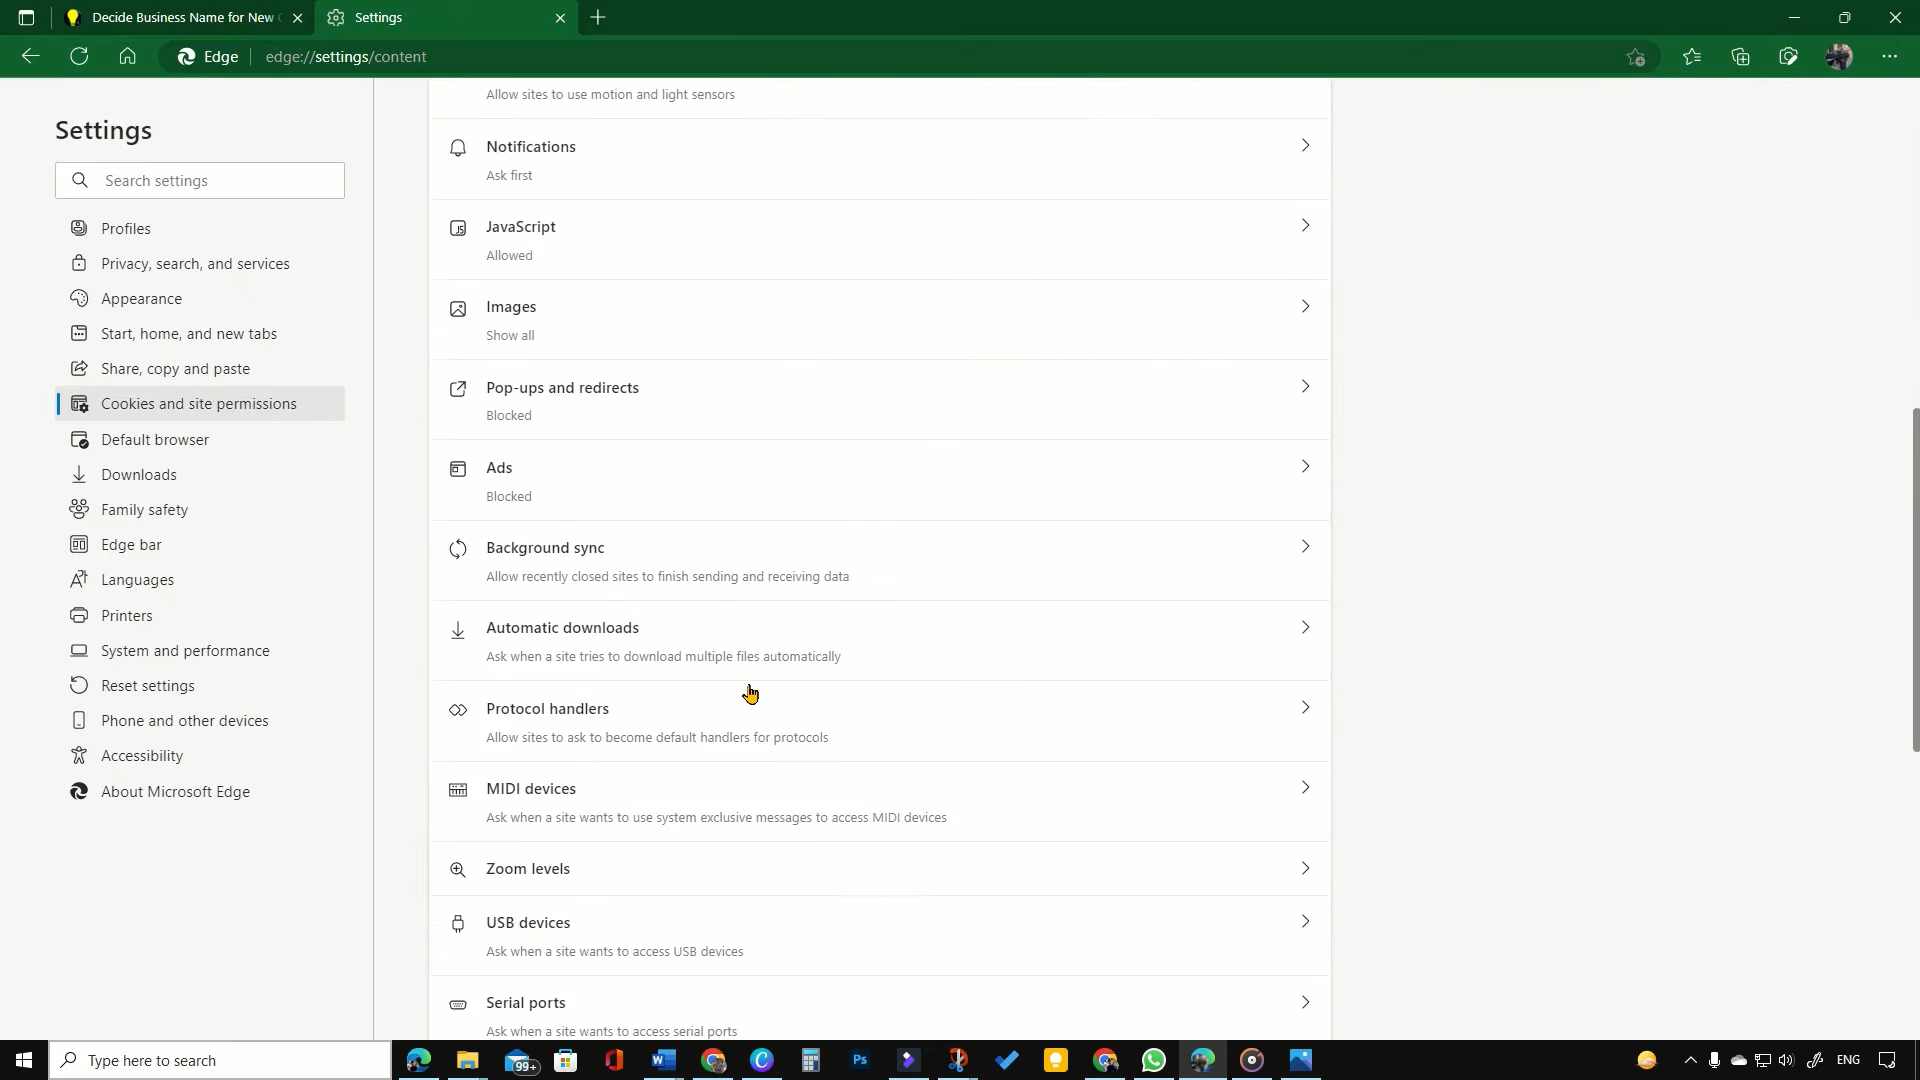 Decide Business Name for New
Settings
Edge
edge://settings/content
Settings
Search settings
Profiles
Privacy, search, and services
Appearance
Start, home, and new tabs
Share, copy and paste
Cookies and site permissions
Default browser
Downloads
Family safety
Edge bar
Languages
Printers
System and performance
Reset settings
Phone and other devices
Accessibility
About Microsoft Edge
Allow sites to use motion and light sensors
Notifications
Ask first
JavaScript
Allowed
Images
Show all
Pop-ups and redirects
Blocked
Ads
Blocked
Background sync
Allow recently closed sites to finish sending and receiving data
Automatic downloads
Ask when a site tries to download multiple files automatically
Protocol handlers
Allow sites to ask to become default handlers for protocols
MIDI devices
Ask when a site wants to use system exclusive messages to access MIDI devices
Zoom levels
USB devices
Ask when a site wants to access USB devices
Serial ports
Ask when a site wants to access serial ports
Type here to search
99+
Ps
ENG